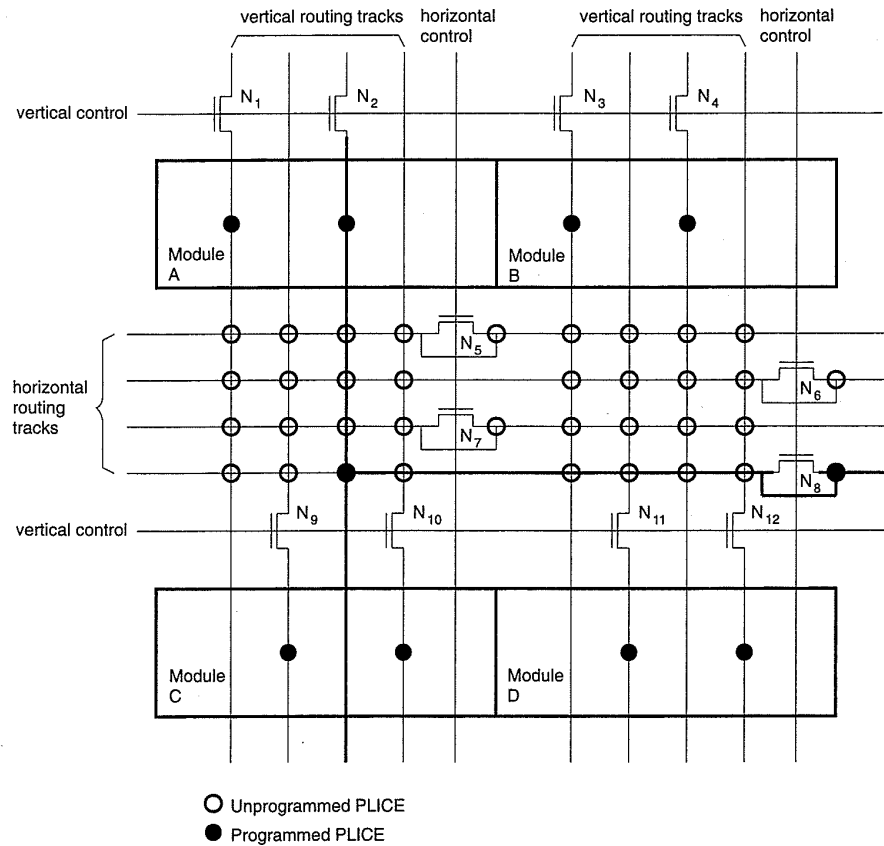 vertical routing tracks
horizontal
control
vertical routing tracks
horizontal
control
vertical control
N1
N2
N3
N4
Module
A
Module
B
horizontal
routing
tracks
N5
N6
N7
N8
vertical control
N9
N10
N11
N12
Module
C
Module
D
Unprogrammed PLICE
Programmed PLICE